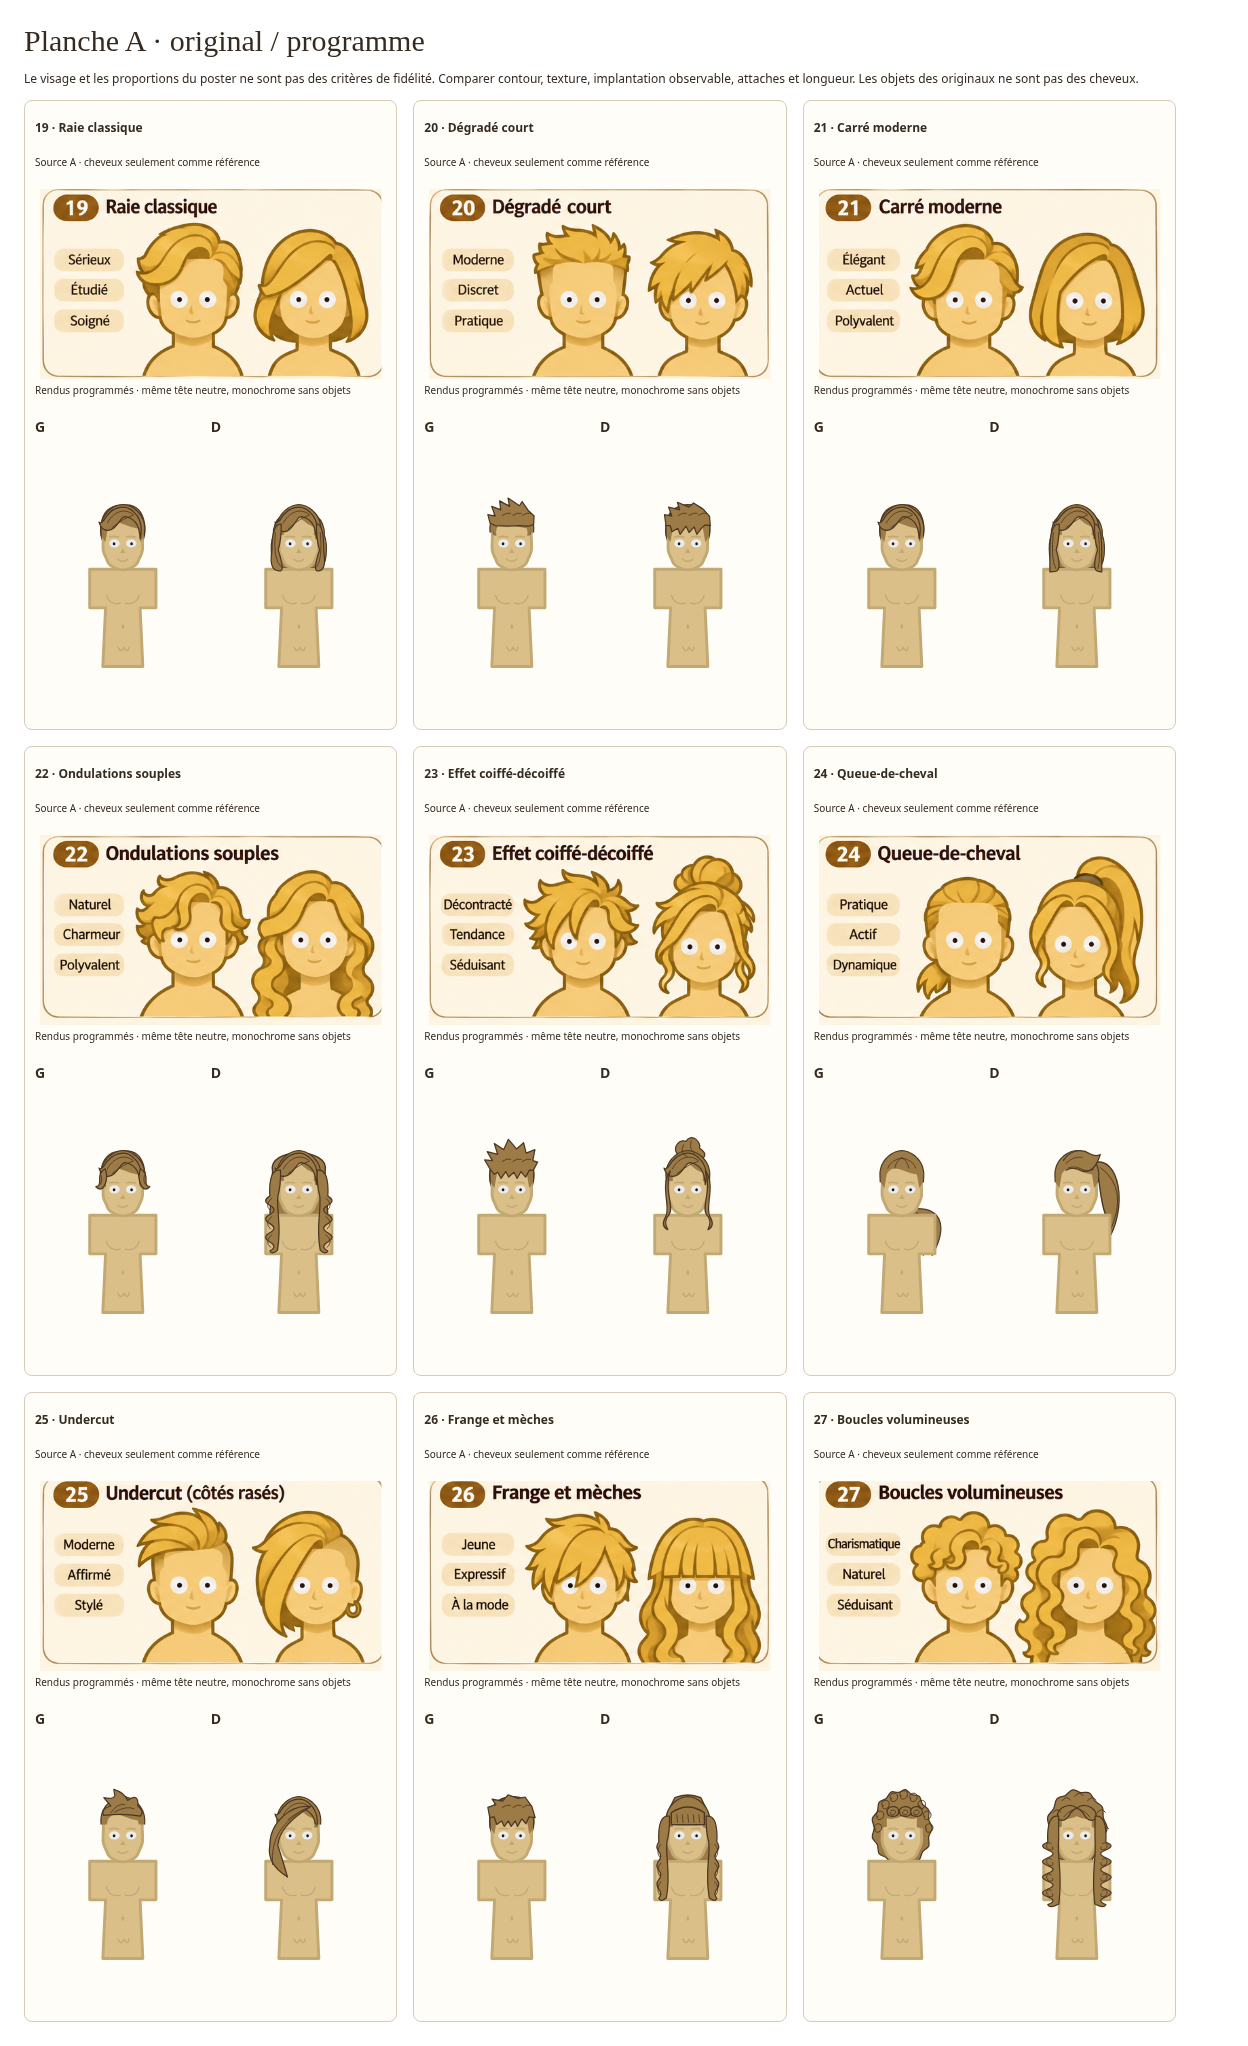 Planche A · original / programme
Le visage et les proportions du poster ne sont pas des critères de fidélité. Comparer contour, texture, implantation observable, attaches et longueur. Les objets des originaux ne sont pas des cheveux.
19 · Raie classique
Source A · cheveux seulement comme référence
19 Raie classique
Sérieux
Étudié
Soigné
Rendus programmés · même tête neutre, monochrome sans objets
G D
20 · Dégradé court
Source A · cheveux seulement comme référence
20 Dégradé court
Moderne
Discret
Pratique
Rendus programmés · même tête neutre, monochrome sans objets
G D
21 · Carré moderne
Source A · cheveux seulement comme référence
21 Carré moderne
Élégant
Actuel
Polyvalent
Rendus programmés · même tête neutre, monochrome sans objets
G D
22 · Ondulations souples
Source A · cheveux seulement comme référence
22 Ondulations souples
Naturel
Charmeur
Polyvalent
Rendus programmés · même tête neutre, monochrome sans objets
G D
23 · Effet coiffé-décoiffé
Source A · cheveux seulement comme référence
23 Effet coiffé-décoiffé
Décontracté
Tendance
Séduisant
Rendus programmés · même tête neutre, monochrome sans objets
G D
24 · Queue-de-cheval
Source A · cheveux seulement comme référence
24 Queue-de-cheval
Pratique
Actif
Dynamique
Rendus programmés · même tête neutre, monochrome sans objets
G D
25 · Undercut
Source A · cheveux seulement comme référence
25 Undercut (côtés rasés)
Moderne
Affirmé
Stylé
Rendus programmés · même tête neutre, monochrome sans objets
G D
26 · Frange et mèches
Source A · cheveux seulement comme référence
26 Frange et mèches
Jeune
Expressif
À la mode
Rendus programmés · même tête neutre, monochrome sans objets
G D
27 · Boucles volumineuses
Source A · cheveux seulement comme référence
27 Boucles volumineuses
Charismatique
Naturel
Séduisant
Rendus programmés · même tête neutre, monochrome sans objets
G D